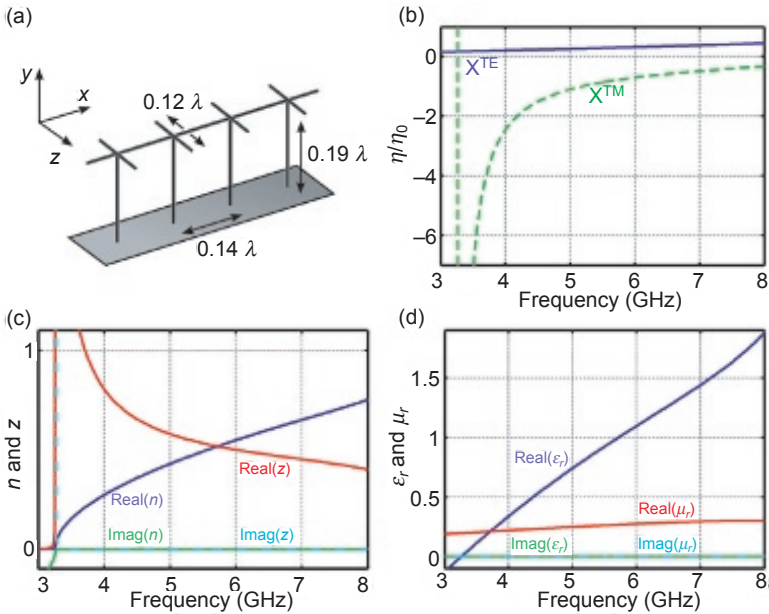 (a)
y
x
z
0.12 λ
0.19 λ
0.14 λ
(b)
0
−2
−4
−6
η/η0
X^TE
X^TM
3 4 5 6 7 8
Frequency (GHz)
(c)
1
0
n and z
Real(z)
Real(n)
Imag(n)
Imag(z)
3 4 5 6 7 8
Frequency (GHz)
(d)
1.5
1
0.5
0
εr and μr
Real(εr)
Real(μr)
Imag(εr)
Imag(μr)
3 4 5 6 7 8
Frequency (GHz)